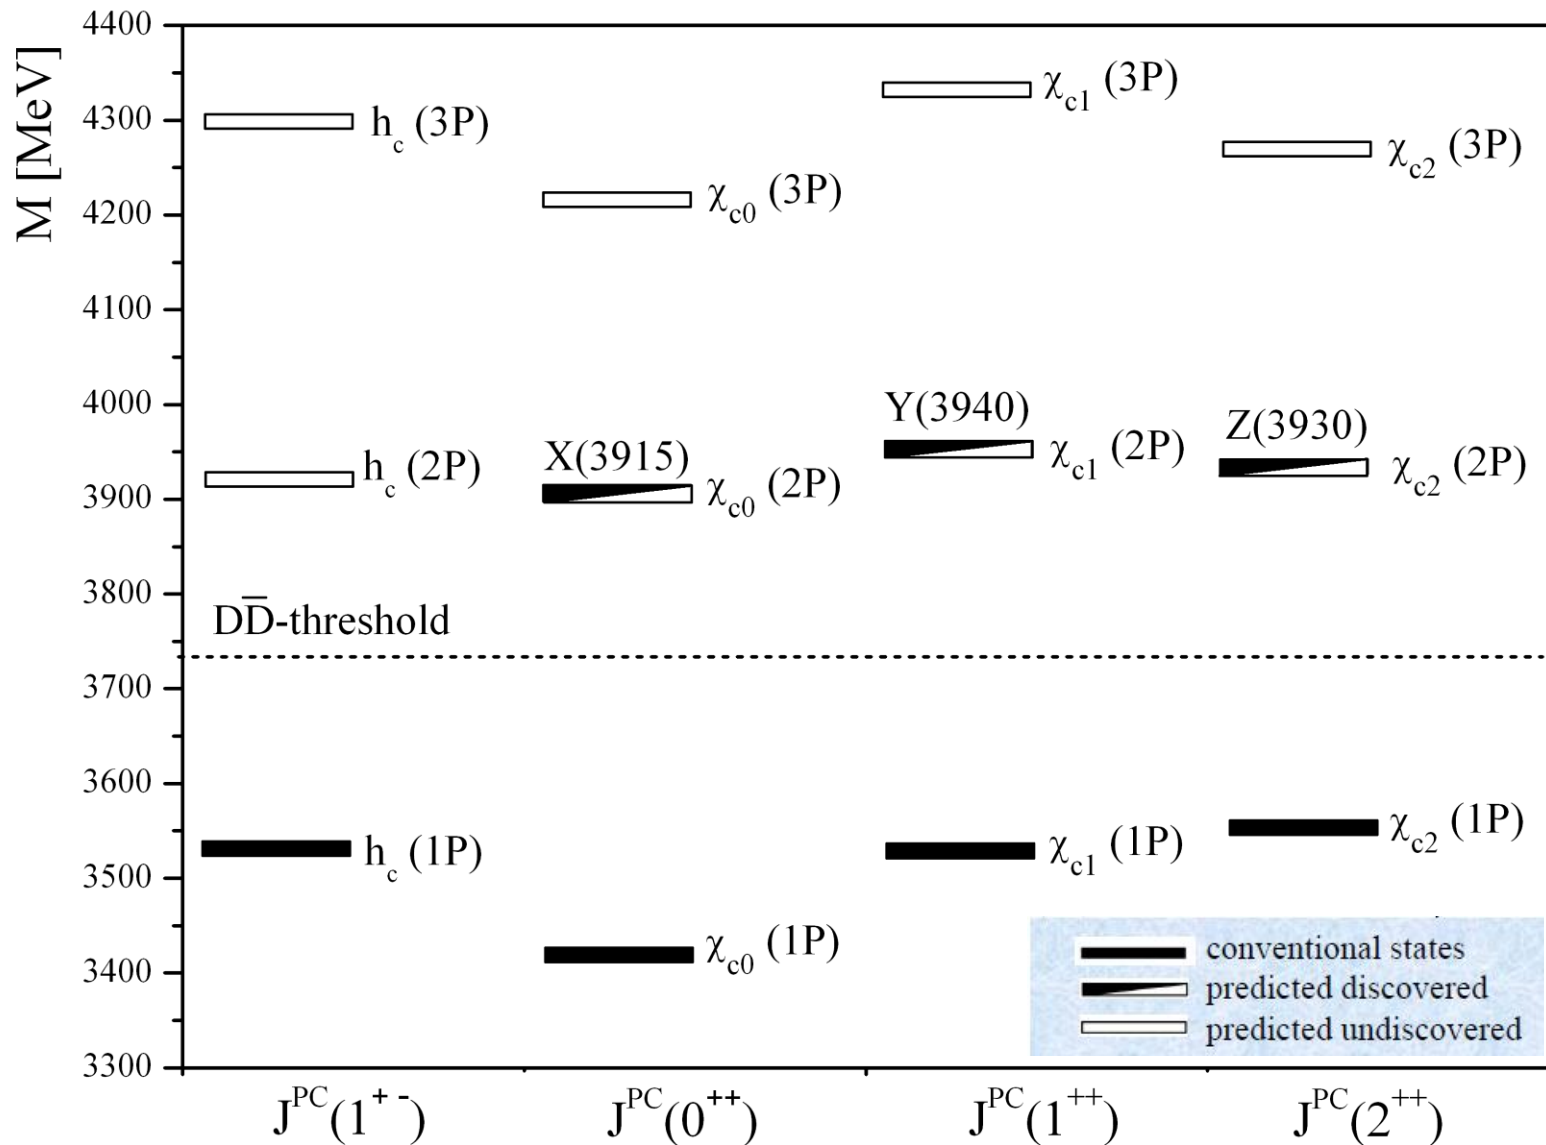 M [MeV]
4400
4300
4200
4100
4000
3900
3800
3700
3600
3500
3400
3300
h_c (3P)
χ_c0 (3P)
χ_c1 (3P)
χ_c2 (3P)
h_c (2P)
X(3915)
χ_c0 (2P)
Y(3940)
χ_c1 (2P)
Z(3930)
χ_c2 (2P)
DD̅-threshold
h_c (1P)
χ_c0 (1P)
χ_c1 (1P)
χ_c2 (1P)
conventional states
predicted discovered
predicted undiscovered
J^PC(1^+ -)
J^PC(0^++)
J^PC(1^++)
J^PC(2^++)